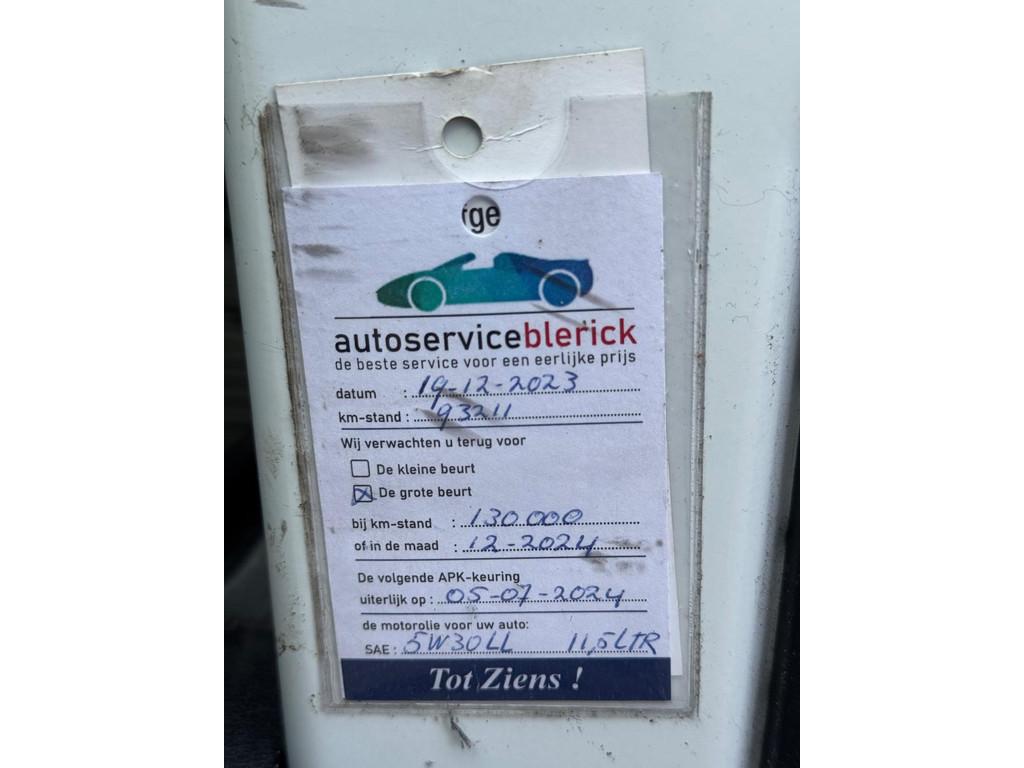 rge
autoserviceblerick
de beste service voor een eerlijke prijs
datum : 19-12-2023
km-stand : 93211
Wij verwachten u terug voor
De kleine beurt
De grote beurt
bij km-stand : 130.000
of in de maad : 12-2024
De volgende APK-keuring
uiterlijk op : 05-07-2024
de motorolie voor uw auto:
SAE : 5W30LL 11,5LTR
Tot Ziens !